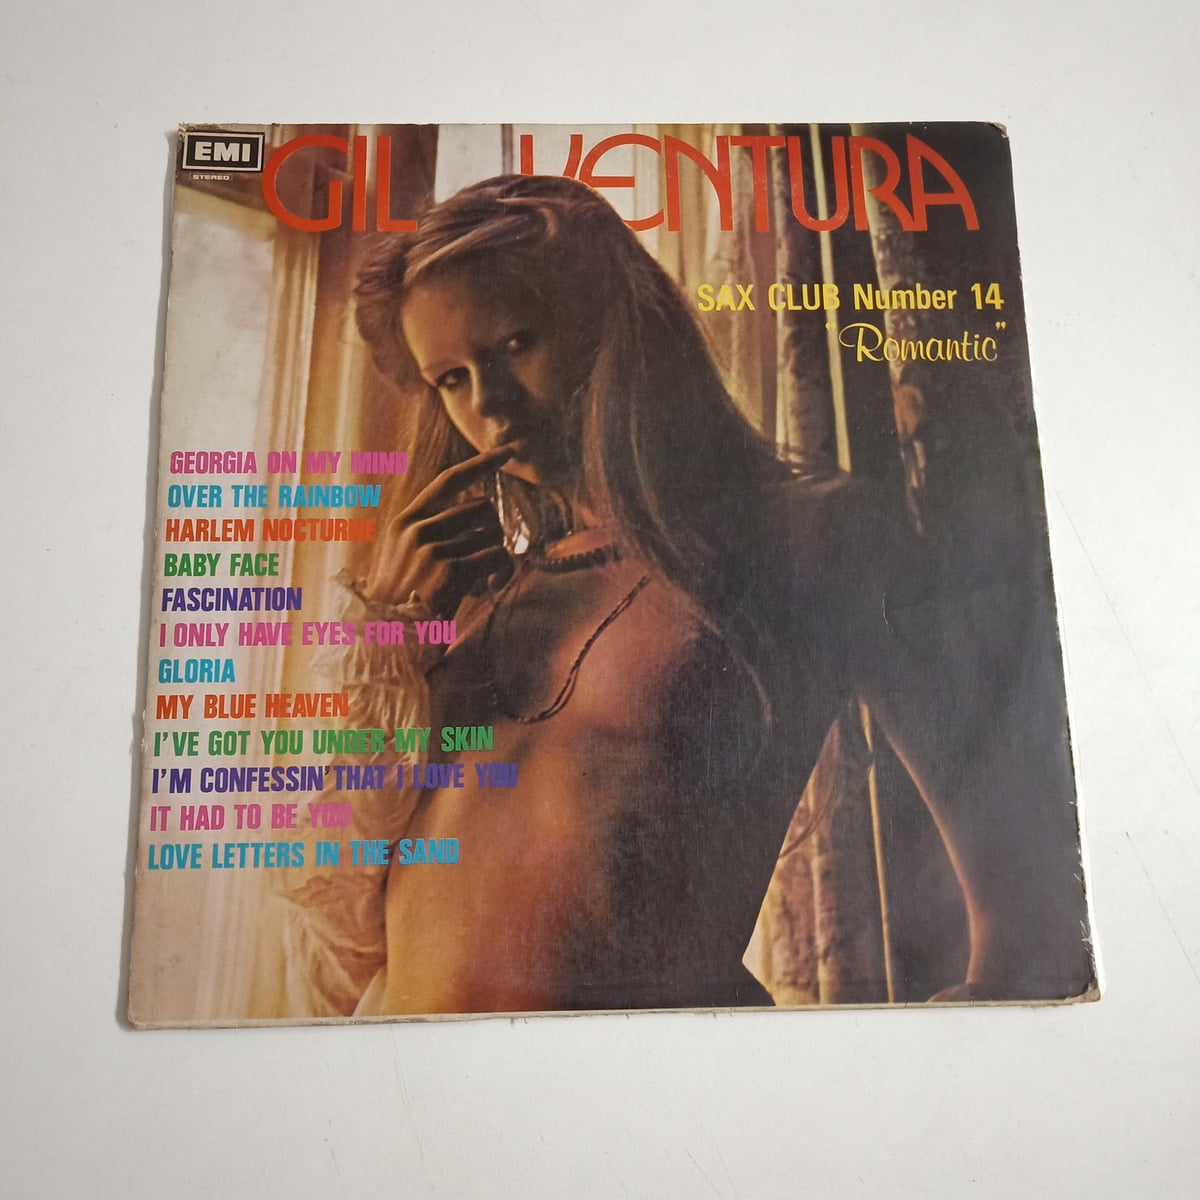 EMI
STEREO
GIL VENTURA
SAX CLUB Number 14
"Romantic"
GEORGIA ON MY MIND
OVER THE RAINBOW
HARLEM NOCTURNE
BABY FACE
FASCINATION
I ONLY HAVE EYES FOR YOU
GLORIA
MY BLUE HEAVEN
I'VE GOT YOU UNDER MY SKIN
I'M CONFESSIN' THAT I LOVE YOU
IT HAD TO BE YOU
LOVE LETTERS IN THE SAND